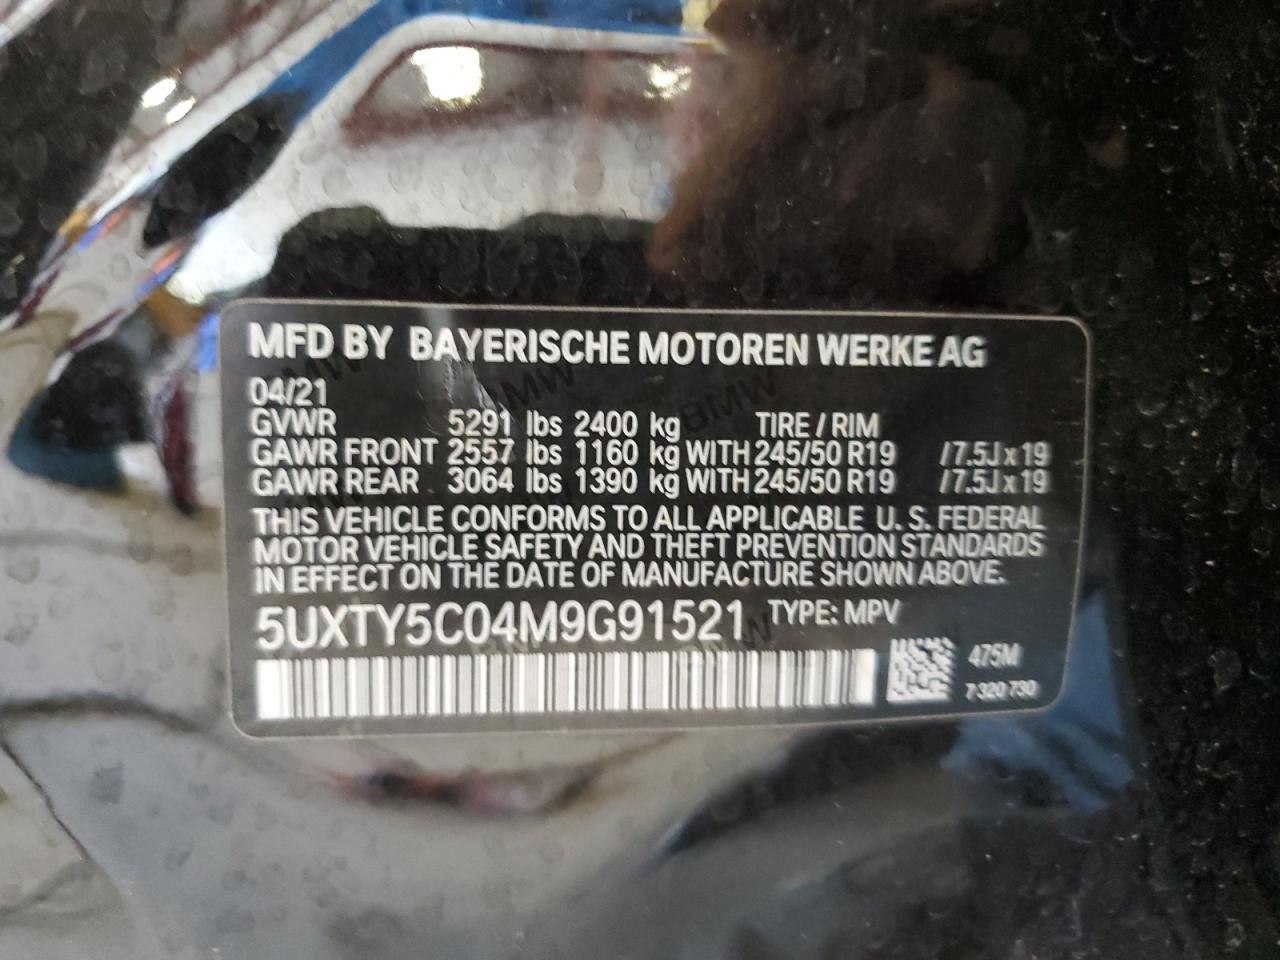 MFD BY BAYERISCHE MOTOREN WERKE AG
04/21
GVWR 5291 lbs 2400 kg TIRE / RIM
GAWR FRONT 2557 lbs 1160 kg WITH 245/50 R19 /7.5J x 19
GAWR REAR 3064 lbs 1390 kg WITH 245/50 R19 /7.5J x 19
THIS VEHICLE CONFORMS TO ALL APPLICABLE U. S. FEDERAL
MOTOR VEHICLE SAFETY AND THEFT PREVENTION STANDARDS
IN EFFECT ON THE DATE OF MANUFACTURE SHOWN ABOVE.
5UXTY5C04M9G91521 TYPE: MPV
475M
7 320 730